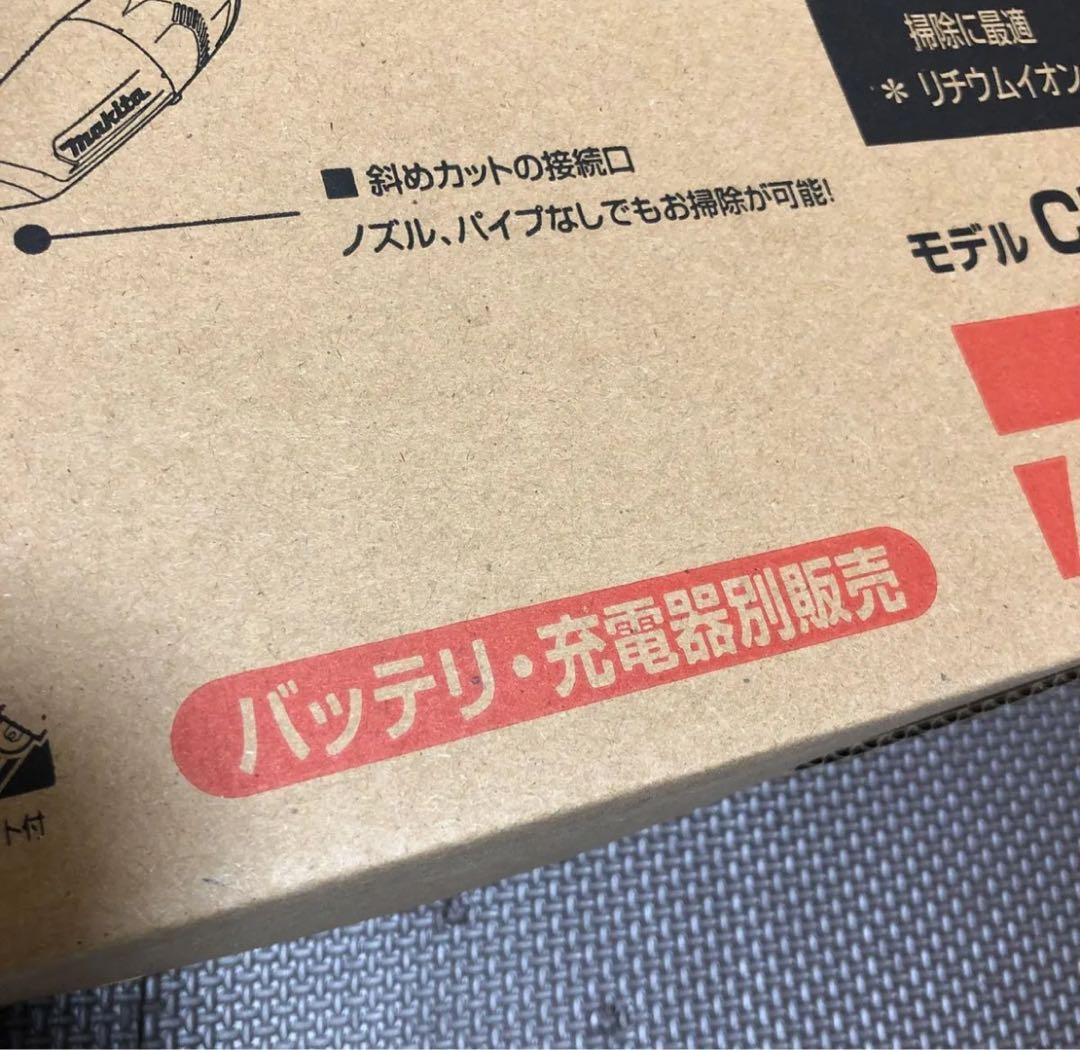 makita
掃除に最適
＊リチウムイオン
■ 斜めカットの接続口
ノズル、パイプなしでもお掃除が可能!
モデル C
バッテリ・充電器別販売
ト付